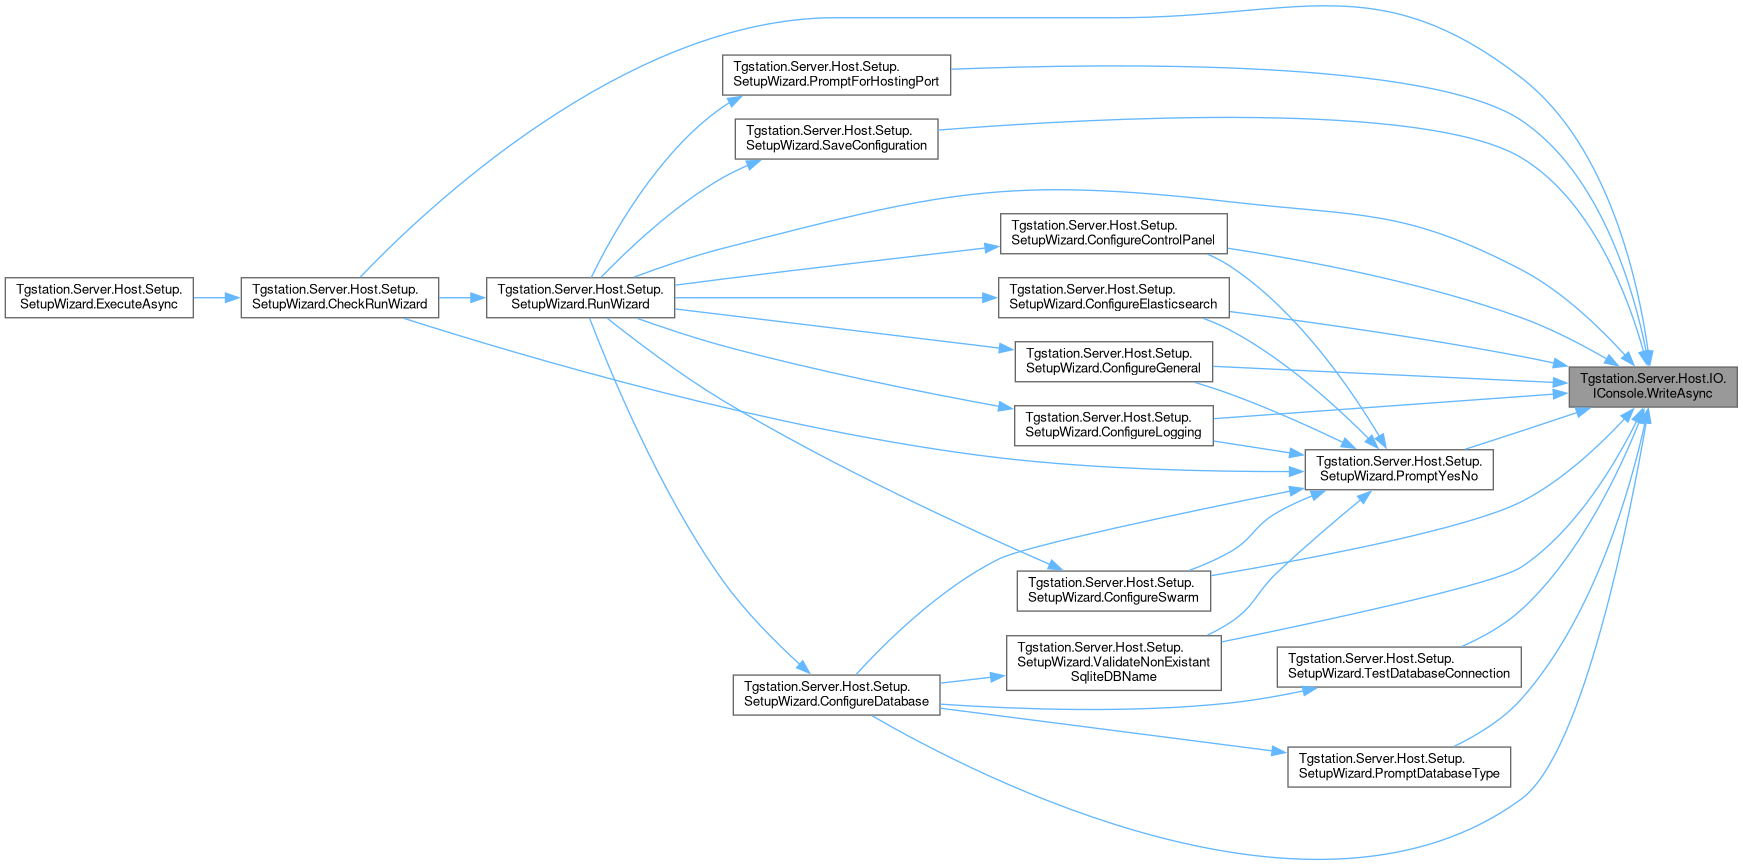 Tgstation.Server.Host.Setup.
SetupWizard.PromptForHostingPort
Tgstation.Server.Host.Setup.
SetupWizard.SaveConfiguration
Tgstation.Server.Host.Setup.
SetupWizard.ConfigureControlPanel
Tgstation.Server.Host.Setup.
SetupWizard.ExecuteAsync
Tgstation.Server.Host.Setup.
SetupWizard.CheckRunWizard
Tgstation.Server.Host.Setup.
SetupWizard.RunWizard
Tgstation.Server.Host.Setup.
SetupWizard.ConfigureElasticsearch
Tgstation.Server.Host.Setup.
SetupWizard.ConfigureGeneral
Tgstation.Server.Host.IO.
IConsole.WriteAsync
Tgstation.Server.Host.Setup.
SetupWizard.ConfigureLogging
Tgstation.Server.Host.Setup.
SetupWizard.PromptYesNo
Tgstation.Server.Host.Setup.
SetupWizard.ConfigureSwarm
Tgstation.Server.Host.Setup.
SetupWizard.ValidateNonExistant
SqliteDBName
Tgstation.Server.Host.Setup.
SetupWizard.TestDatabaseConnection
Tgstation.Server.Host.Setup.
SetupWizard.ConfigureDatabase
Tgstation.Server.Host.Setup.
SetupWizard.PromptDatabaseType